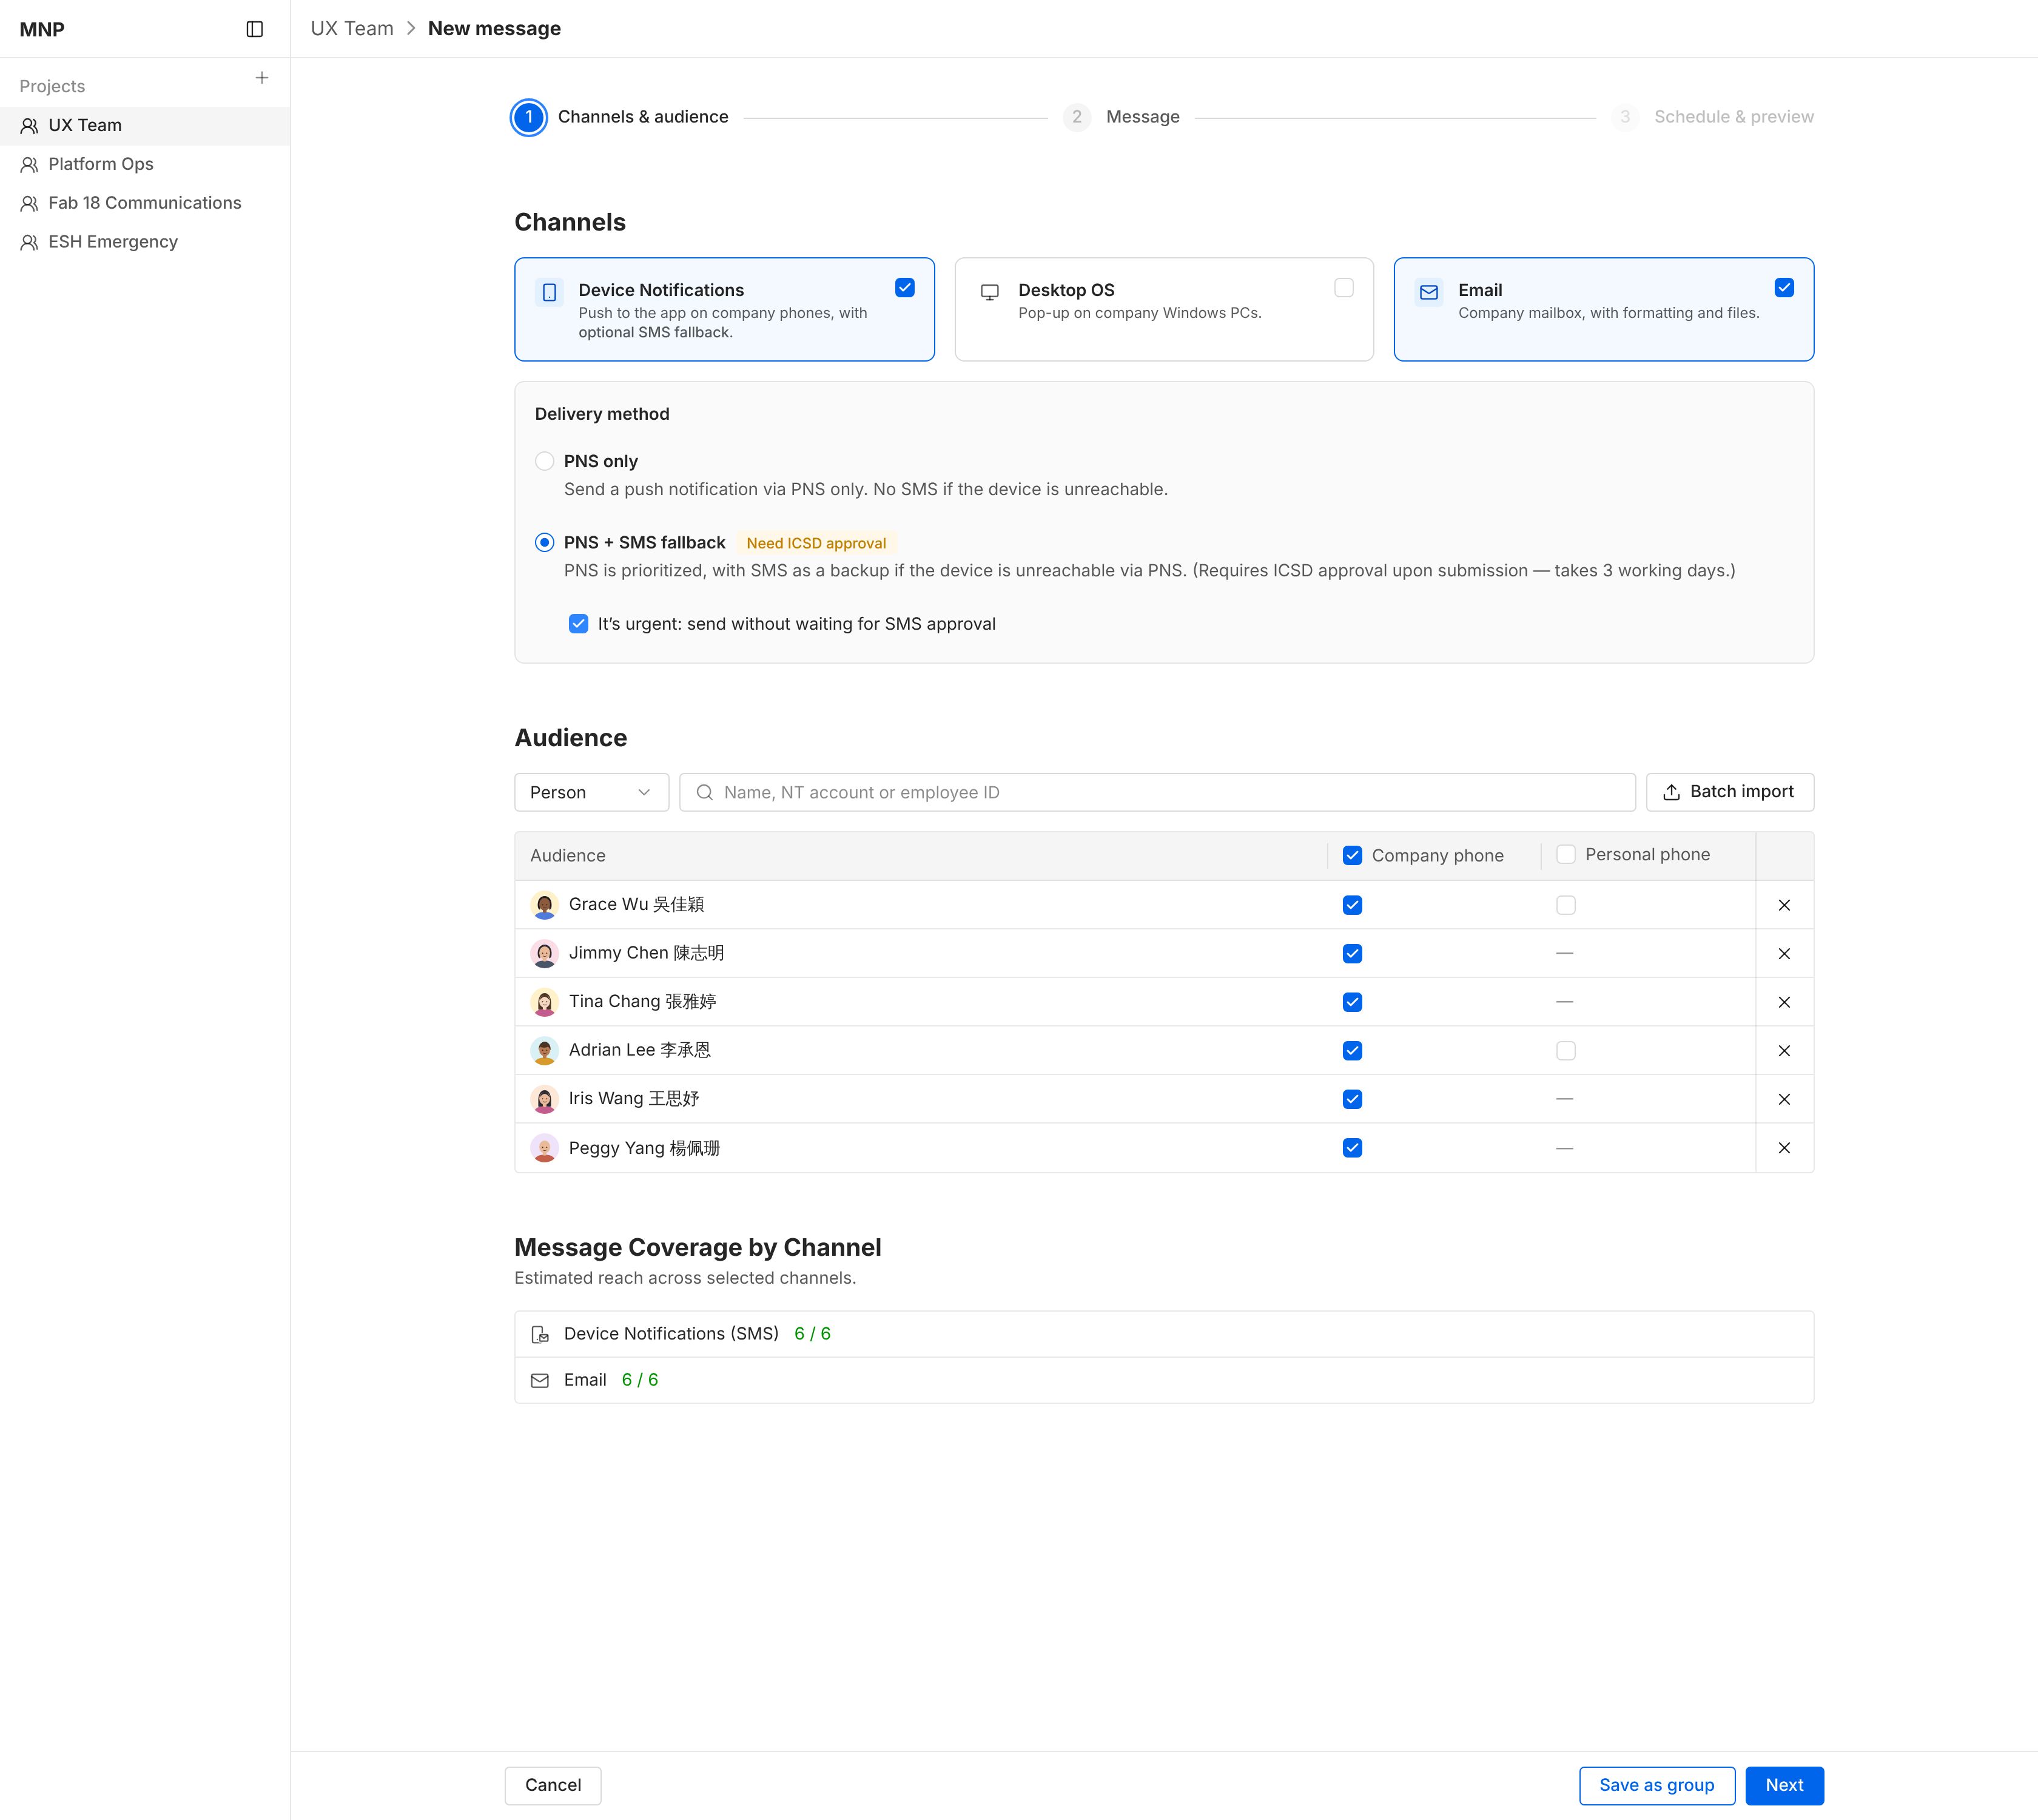 MNP
Projects
UX Team
Platform Ops
Fab 18 Communications
ESH Emergency
UX Team > New message
1 Channels & audience
2 Message
3 Schedule & preview
Channels
Device Notifications
Push to the app on company phones, with
optional SMS fallback.
Desktop OS
Pop-up on company Windows PCs.
Email
Company mailbox, with formatting and files.
Delivery method
PNS only
Send a push notification via PNS only. No SMS if the device is unreachable.
PNS + SMS fallback Need ICSD approval
PNS is prioritized, with SMS as a backup if the device is unreachable via PNS. (Requires ICSD approval upon submission — takes 3 working days.)
It’s urgent: send without waiting for SMS approval
Audience
Person
Name, NT account or employee ID
Batch import
Audience Company phone Personal phone
Grace Wu 吳佳穎
Jimmy Chen 陳志明 —
Tina Chang 張雅婷 —
Adrian Lee 李承恩
Iris Wang 王思妤 —
Peggy Yang 楊佩珊 —
Message Coverage by Channel
Estimated reach across selected channels.
Device Notifications (SMS) 6 / 6
Email 6 / 6
Cancel
Save as group
Next